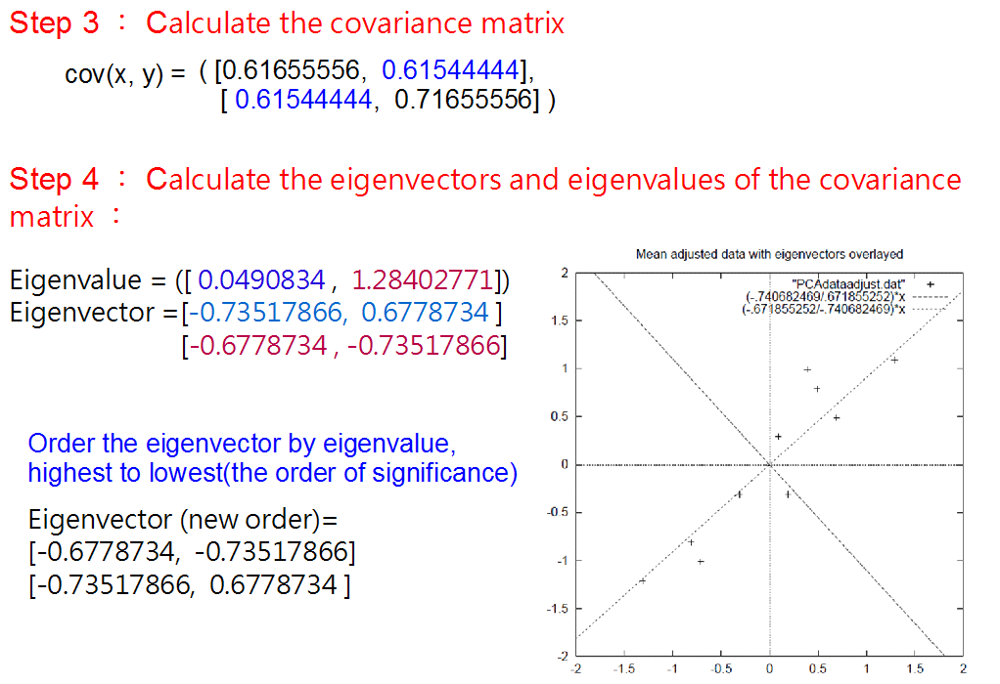 Step 3 ： Calculate the covariance matrix
cov(x, y) = ( [0.61655556, 0.61544444],
[ 0.61544444, 0.71655556] )
Step 4 ： Calculate the eigenvectors and eigenvalues of the covariance
matrix ：
Eigenvalue = ([ 0.0490834 , 1.28402771])
Eigenvector =[-0.73517866, 0.6778734 ]
[-0.6778734 , -0.73517866]
Order the eigenvector by eigenvalue,
highest to lowest(the order of significance)
Eigenvector (new order)=
[-0.6778734, -0.73517866]
[-0.73517866, 0.6778734 ]
Mean adjusted data with eigenvectors overlayed
"PCAdataadjust.dat"
(-.740682469/.671855252)*x
(-.671855252/-.740682469)*x
2
1.5
1
0.5
0
-0.5
-1
-1.5
-2
-2 -1.5 -1 -0.5 0 0.5 1 1.5 2